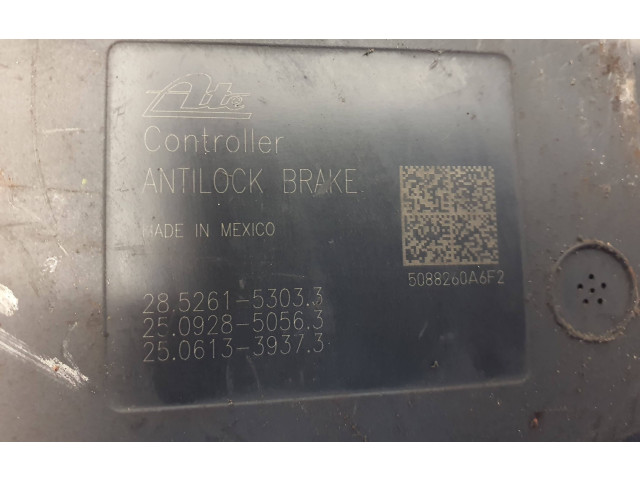 Ate
Controller
ANTILOCK BRAKE
MADE IN MEXICO
5088260A6F2
28.5261-5303.3
25.0928-5056.3
25.0613-3937.3